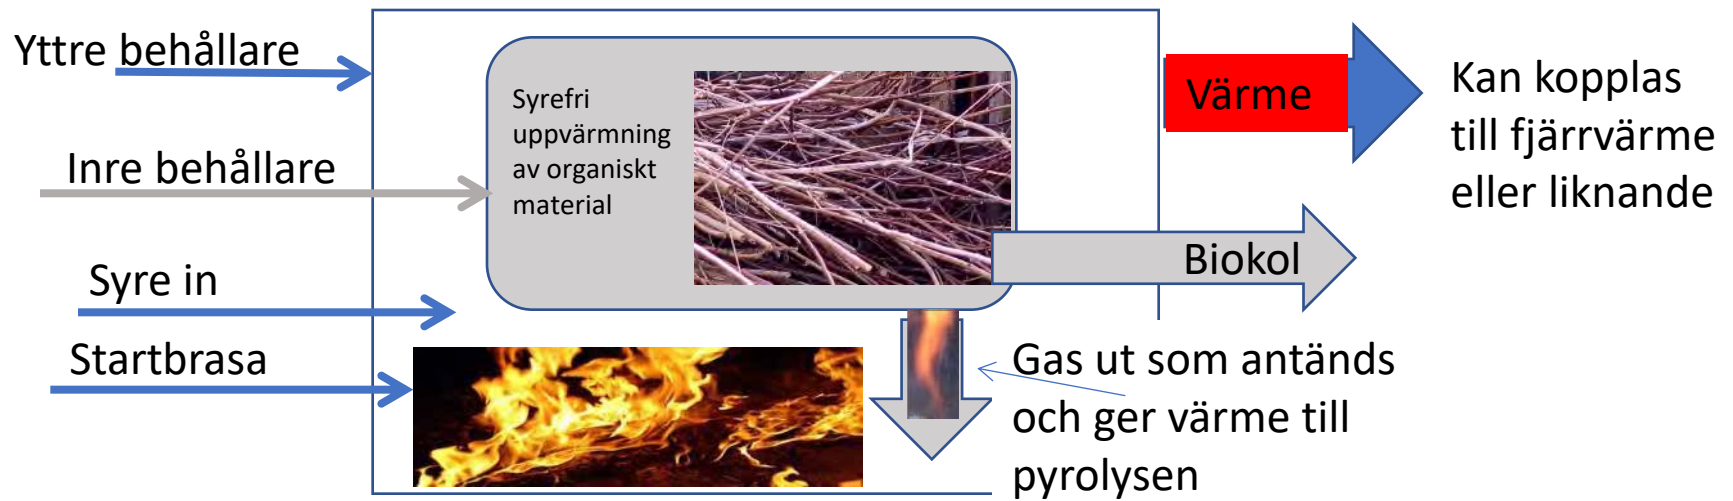 Yttre behållare
Inre behållare
Syre in
Startbrasa
Syrefri
uppvärmning
av organiskt
material
Värme
Kan kopplas
till fjärrvärme
eller liknande
Biokol
Gas ut som antänds
och ger värme till
pyrolysen